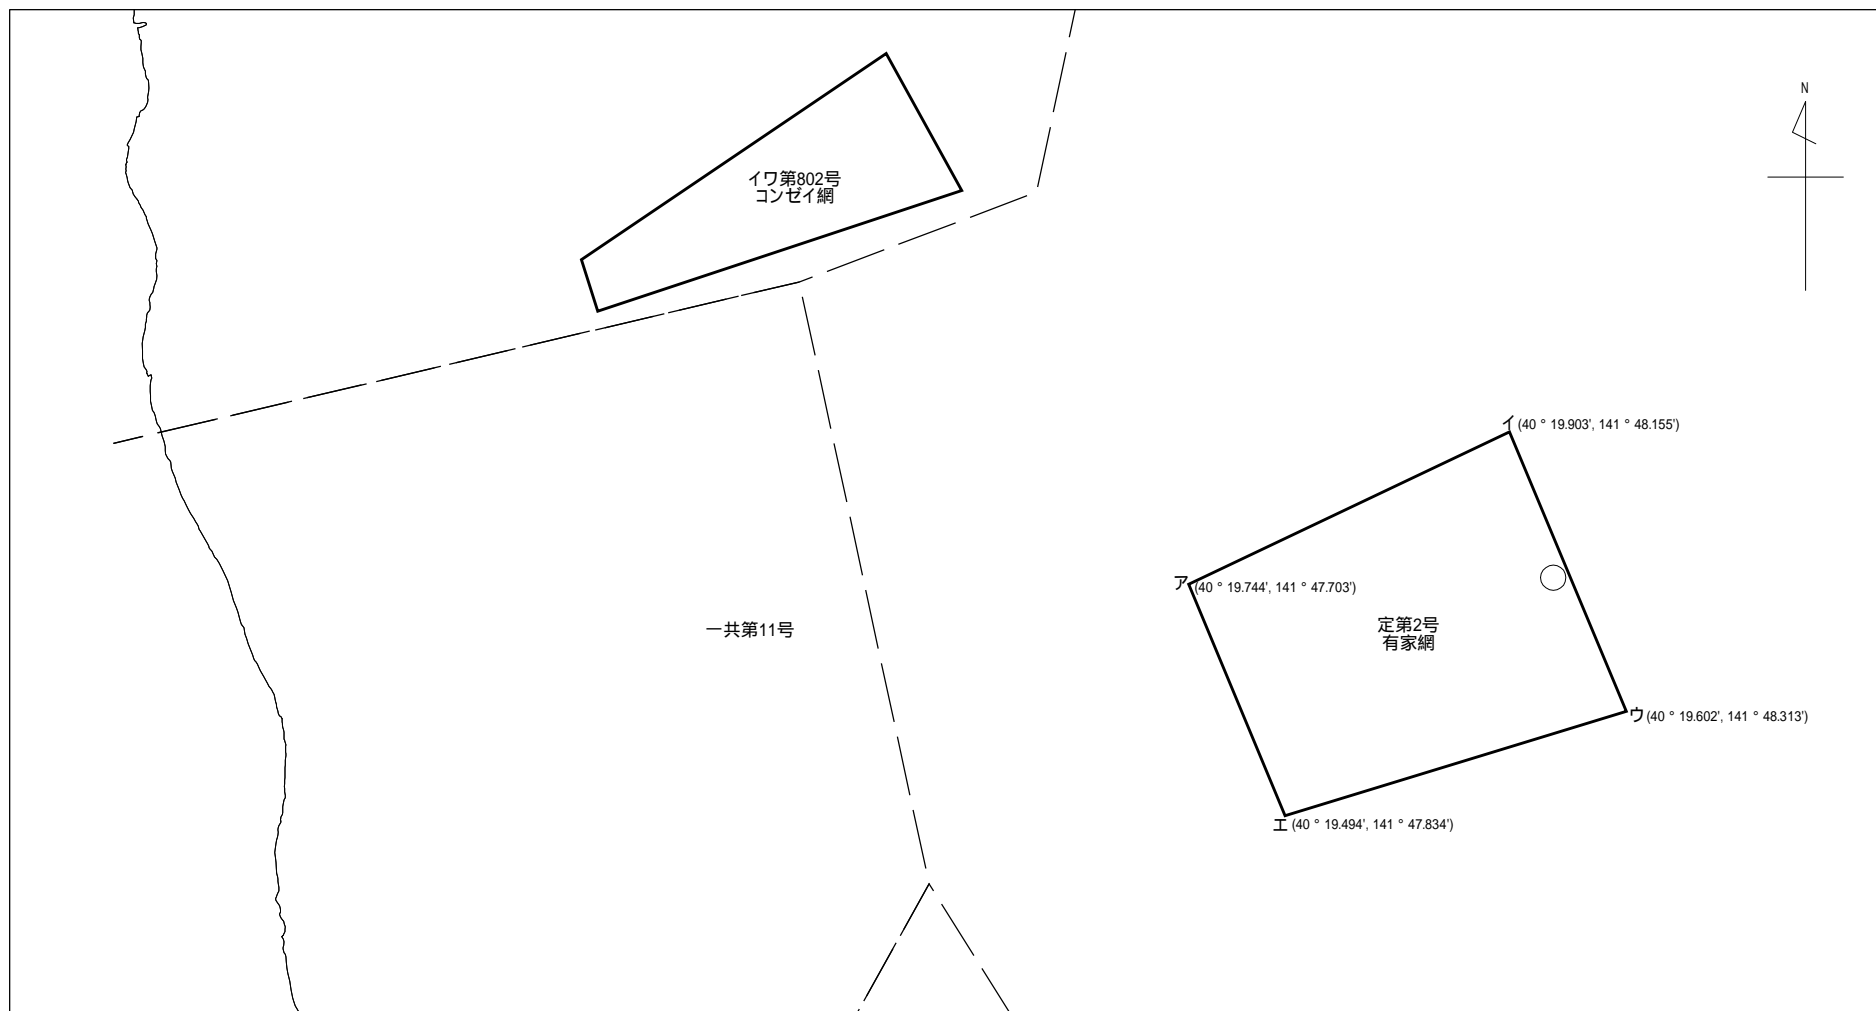 N
イワ第802号
コンゼイ網
イ (40 ° 19.903', 141 ° 48.155')
ア (40 ° 19.744', 141 ° 47.703')
一共第11号
定第2号
有家網
ウ (40 ° 19.602', 141 ° 48.313')
エ (40 ° 19.494', 141 ° 47.834')